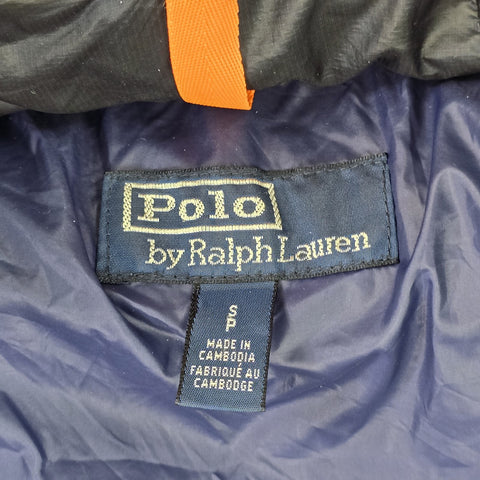 Polo
by Ralph Lauren
S
P
MADE IN
CAMBODIA
FABRIQUÉ AU
CAMBODGE